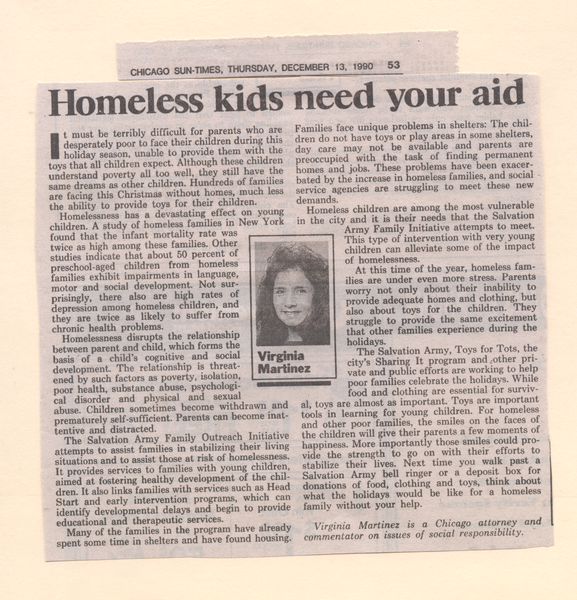 CHICAGO SUN-TIMES, THURSDAY, DECEMBER 13, 1990 53
Homeless kids need your aid
It must be terribly difficult for parents who are
desperately poor to face their children during this
holiday season, unable to provide them with the
toys that all children expect. Although these children
understand poverty all too well, they still have the
same dreams as other children. Hundreds of families
are facing this Christmas without homes, much less
the ability to provide toys for their children.
Homelessness has a devastating effect on young
children. A study of homeless families in New York
found that the infant mortality rate was
twice as high among these families. Other
studies indicate that about 50 percent of
preschool-aged children from homeless
families exhibit impairments in language,
motor and social development. Not sur-
prisingly, there also are high rates of
depression among homeless children, and
they are twice as likely to suffer from
chronic health problems.
Homelessness disrupts the relationship
between parent and child, which forms the
basis of a child's cognitive and social
development. The relationship is threat-
ened by such factors as poverty, isolation,
poor health, substance abuse, psychologi-
cal disorder and physical and sexual
abuse. Children sometimes become withdrawn and
prematurely self-sufficient. Parents can become inat-
tentive and distracted.
The Salvation Army Family Outreach Initiative
attempts to assist families in stabilizing their living
situations and to assist those at risk of homelessness.
It provides services to families with young children,
aimed at fostering healthy development of the chil-
dren. It also links families with services such as Head
Start and early intervention programs, which can
identify developmental delays and begin to provide
educational and therapeutic services.
Many of the families in the program have already
spent some time in shelters and have found housing.
Families face unique problems in shelters: The chil-
dren do not have toys or play areas in some shelters,
day care may not be available and parents are
preoccupied with the task of finding permanent
homes and jobs. These problems have been exacer-
bated by the increase in homeless families, and social
service agencies are struggling to meet these new
demands.
Homeless children are among the most vulnerable
in the city and it is their needs that the Salvation
Army Family Initiative attempts to meet.
This type of intervention with very young
children can alleviate some of the impact
of homelessness.
At this time of the year, homeless fam-
ilies are under even more stress. Parents
worry not only about their inability to
provide adequate homes and clothing, but
also about toys for the children. They
struggle to provide the same excitement
that other families experience during the
holidays.
The Salvation Army, Toys for Tots, the
city's Sharing It program and other pri-
vate and public efforts are working to help
poor families celebrate the holidays. While
food and clothing are essential for surviv-
al, toys are almost as important. Toys are important
tools in learning for young children. For homeless
and other poor families, the smiles on the faces of
the children will give their parents a few moments of
happiness. More importantly those smiles could pro-
vide the strength to go on with their efforts to
stabilize their lives. Next time you walk past a
Salvation Army bell ringer or a deposit box for
donations of food, clothing and toys, think about
what the holidays would be like for a homeless
family without your help.
Virginia Martinez is a Chicago attorney and
commentator on issues of social responsibility.
Virginia
Martinez